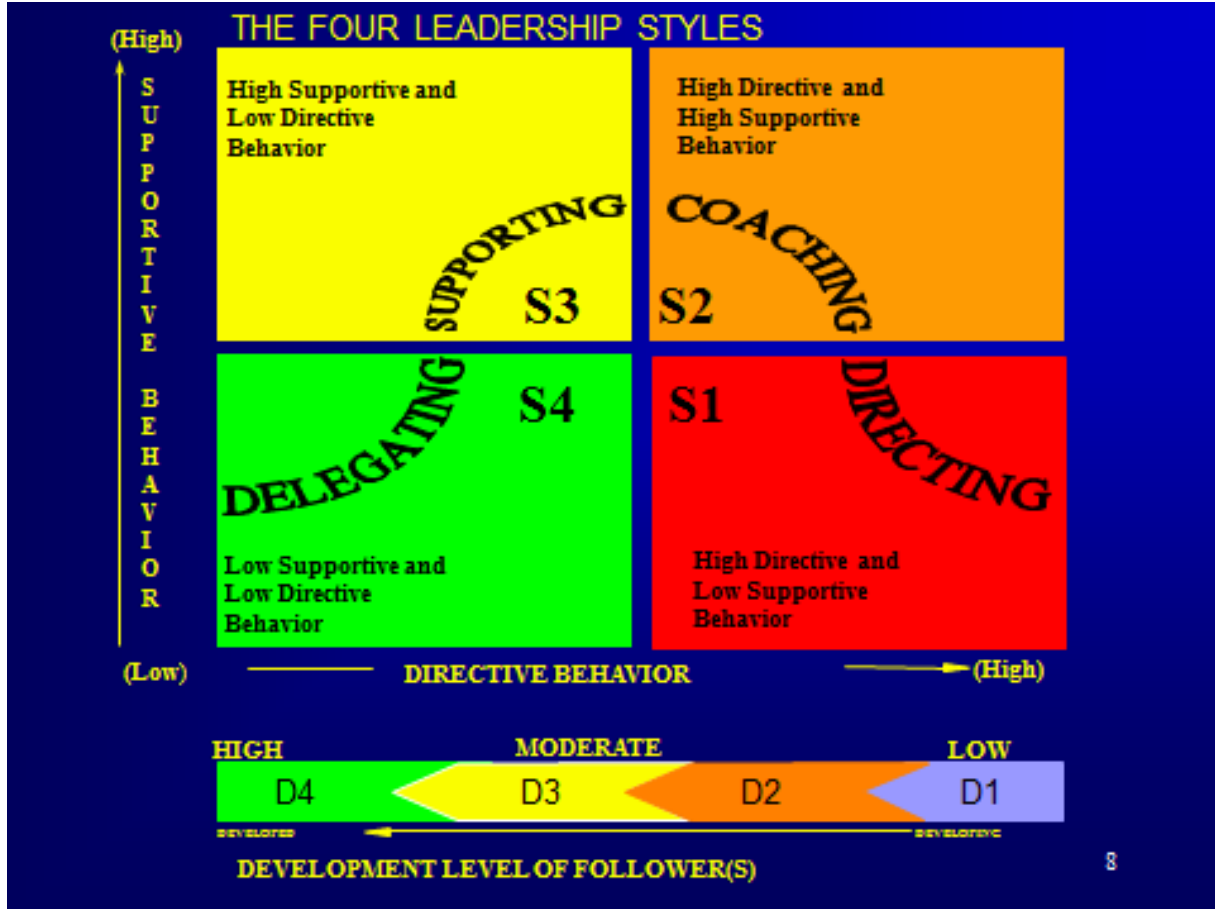 THE FOUR LEADERSHIP STYLES
(High)
SUPPORTIVE BEHAVIOR
High Supportive and
Low Directive
Behavior
SUPPORTING
S3
High Directive and
High Supportive
Behavior
COACHING
S2
DELEGATING
S4
Low Supportive and
Low Directive
Behavior
S1
DIRECTING
High Directive and
Low Supportive
Behavior
(Low)
DIRECTIVE BEHAVIOR
(High)
HIGH
MODERATE
LOW
D4
D3
D2
D1
DEVELOPED
DEVELOPING
DEVELOPMENT LEVEL OF FOLLOWER(S)
8